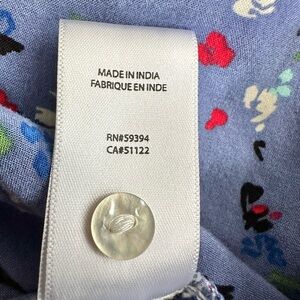 MADE IN INDIA
FABRIQUE EN INDE
RN#59394
CA#51122